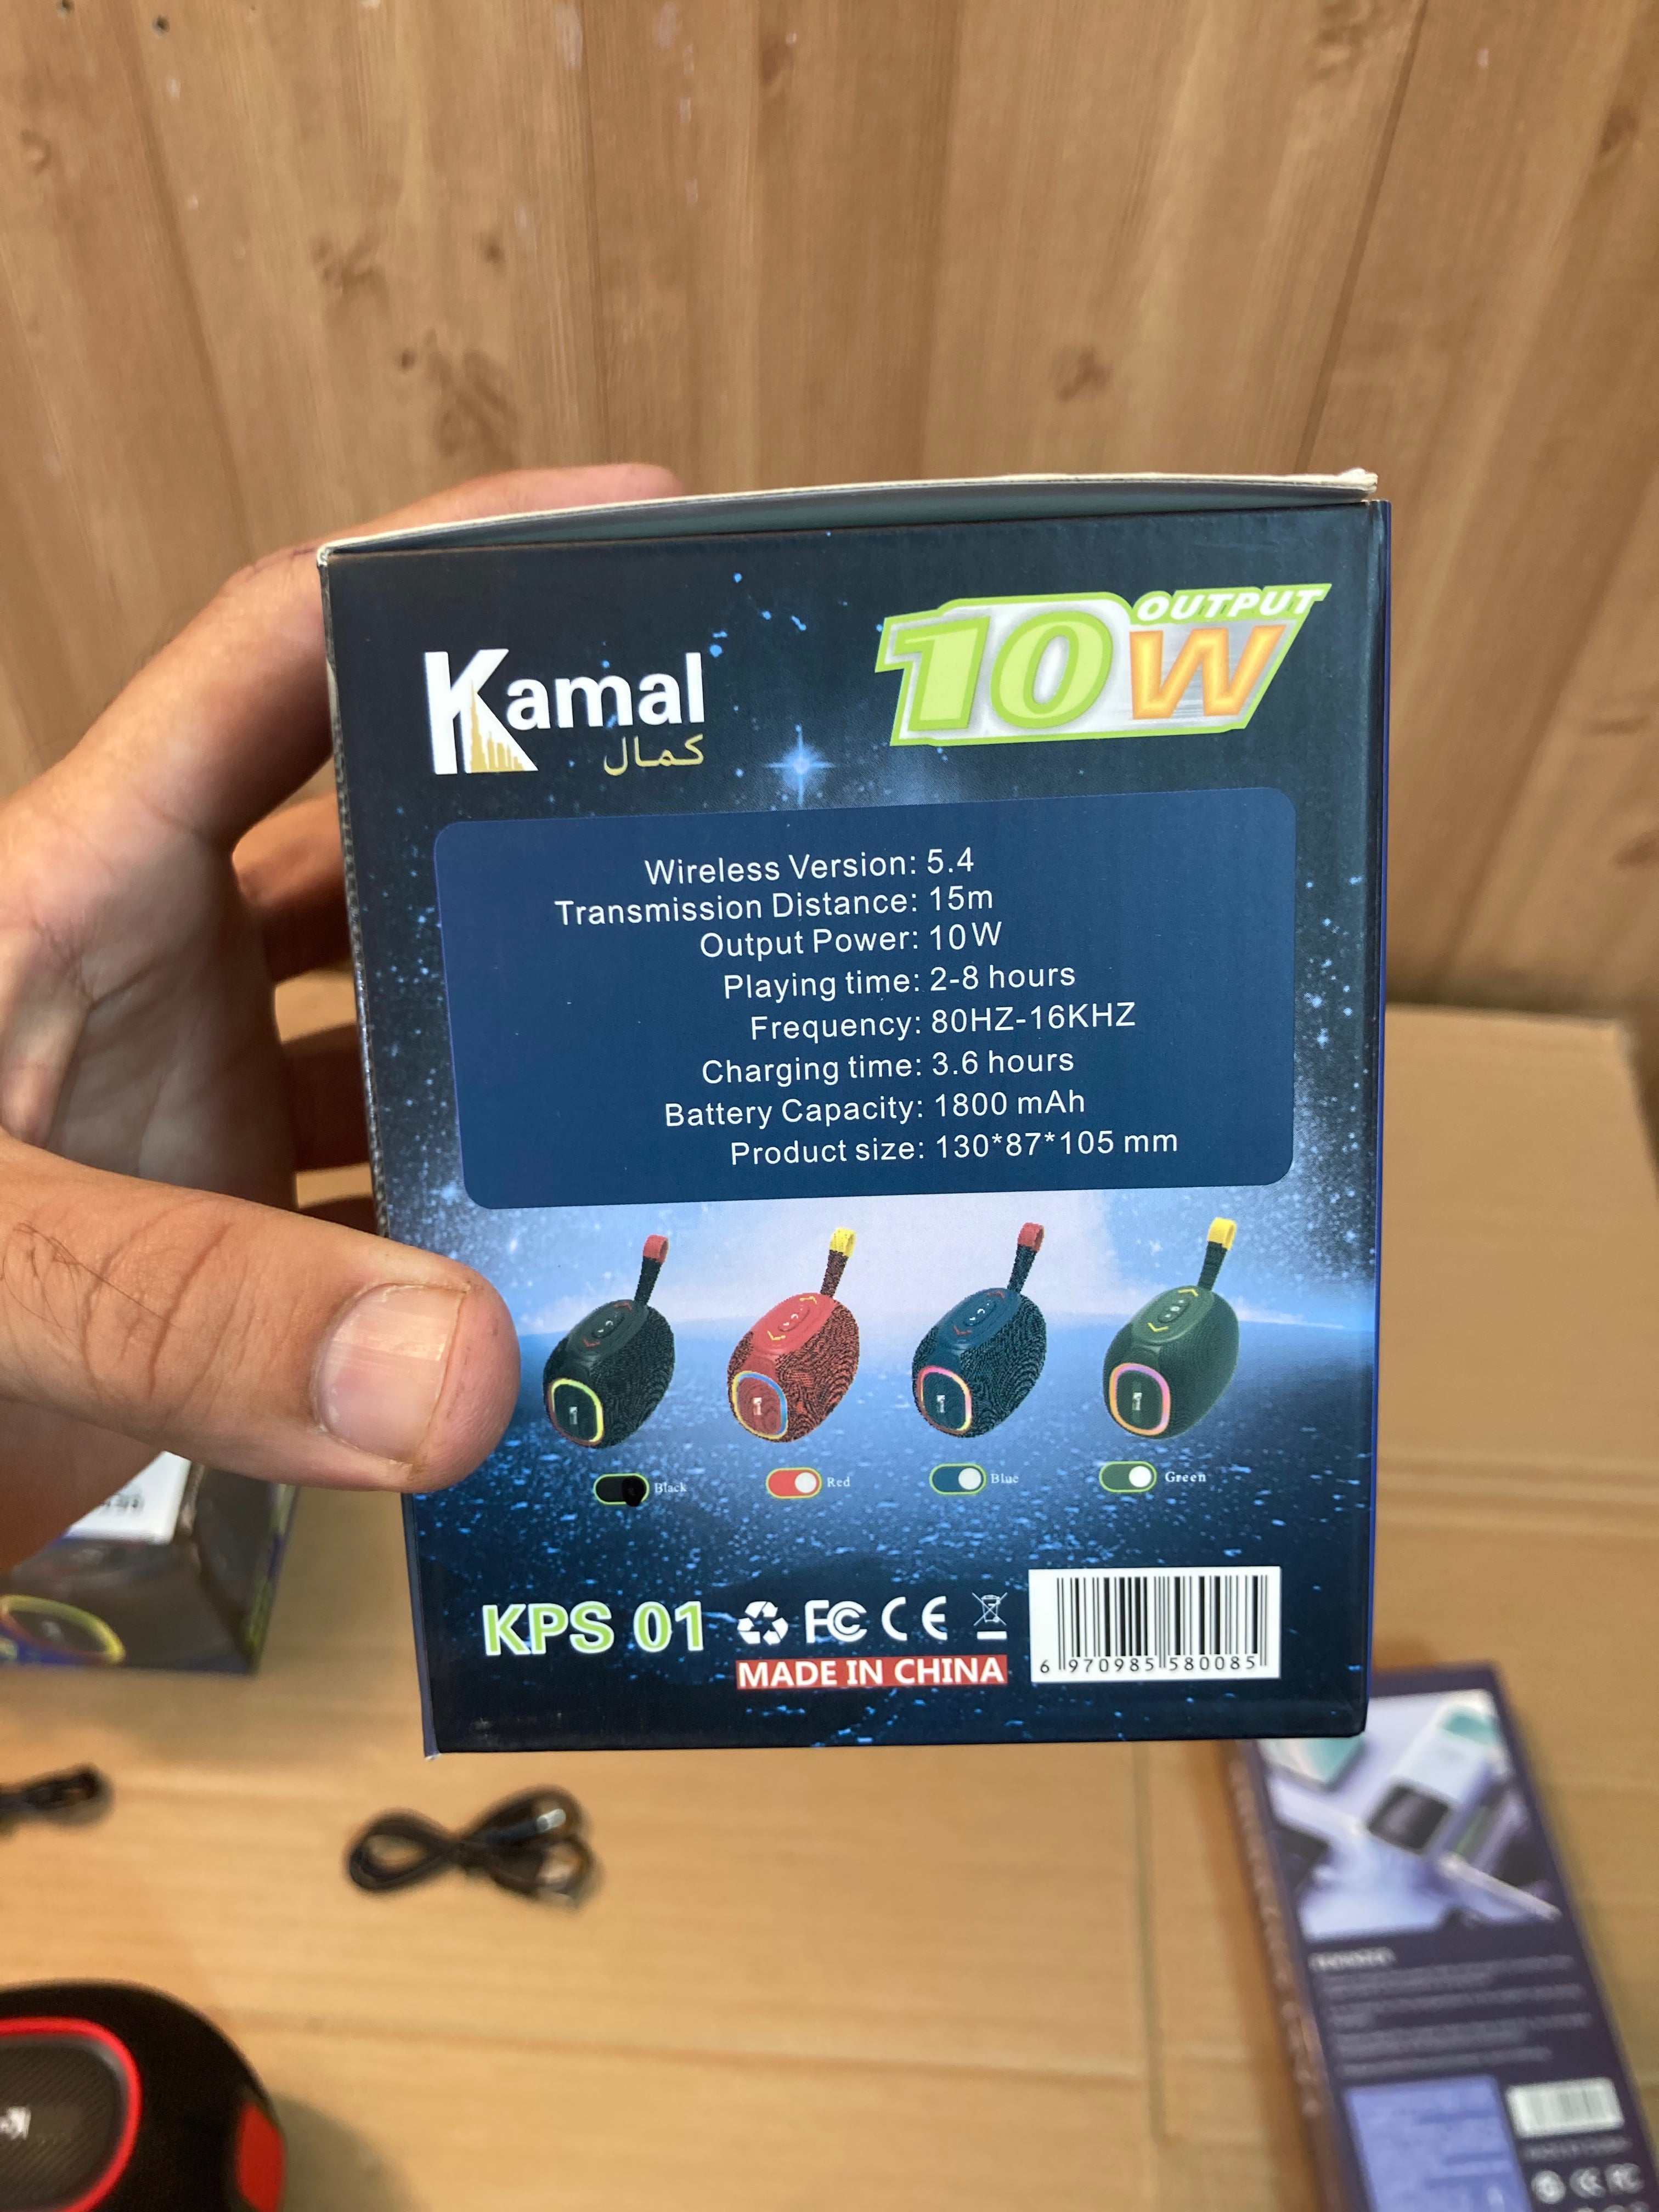 Kamal
كمال
OUTPUT
10W
Wireless Version: 5.4
Transmission Distance: 15m
Output Power: 10W
Playing time: 2-8 hours
Frequency: 80HZ-16KHZ
Charging time: 3.6 hours
Battery Capacity: 1800 mAh
Product size: 130*87*105 mm
Black
Red
Blue
Green
KPS 01
FC CE
MADE IN CHINA
6 970985 580085